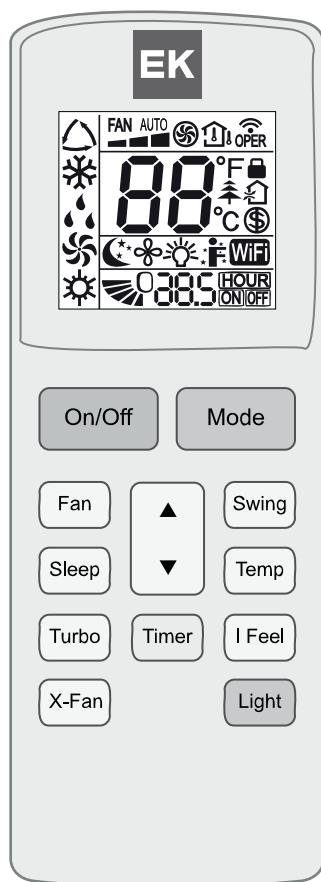 EK
FAN AUTO OPER
88 °F
°C $
WiFi
38.5 HOUR
ON OFF
On/Off Mode
Fan ▲ Swing
Sleep ▼ Temp
Turbo Timer I Feel
X-Fan Light